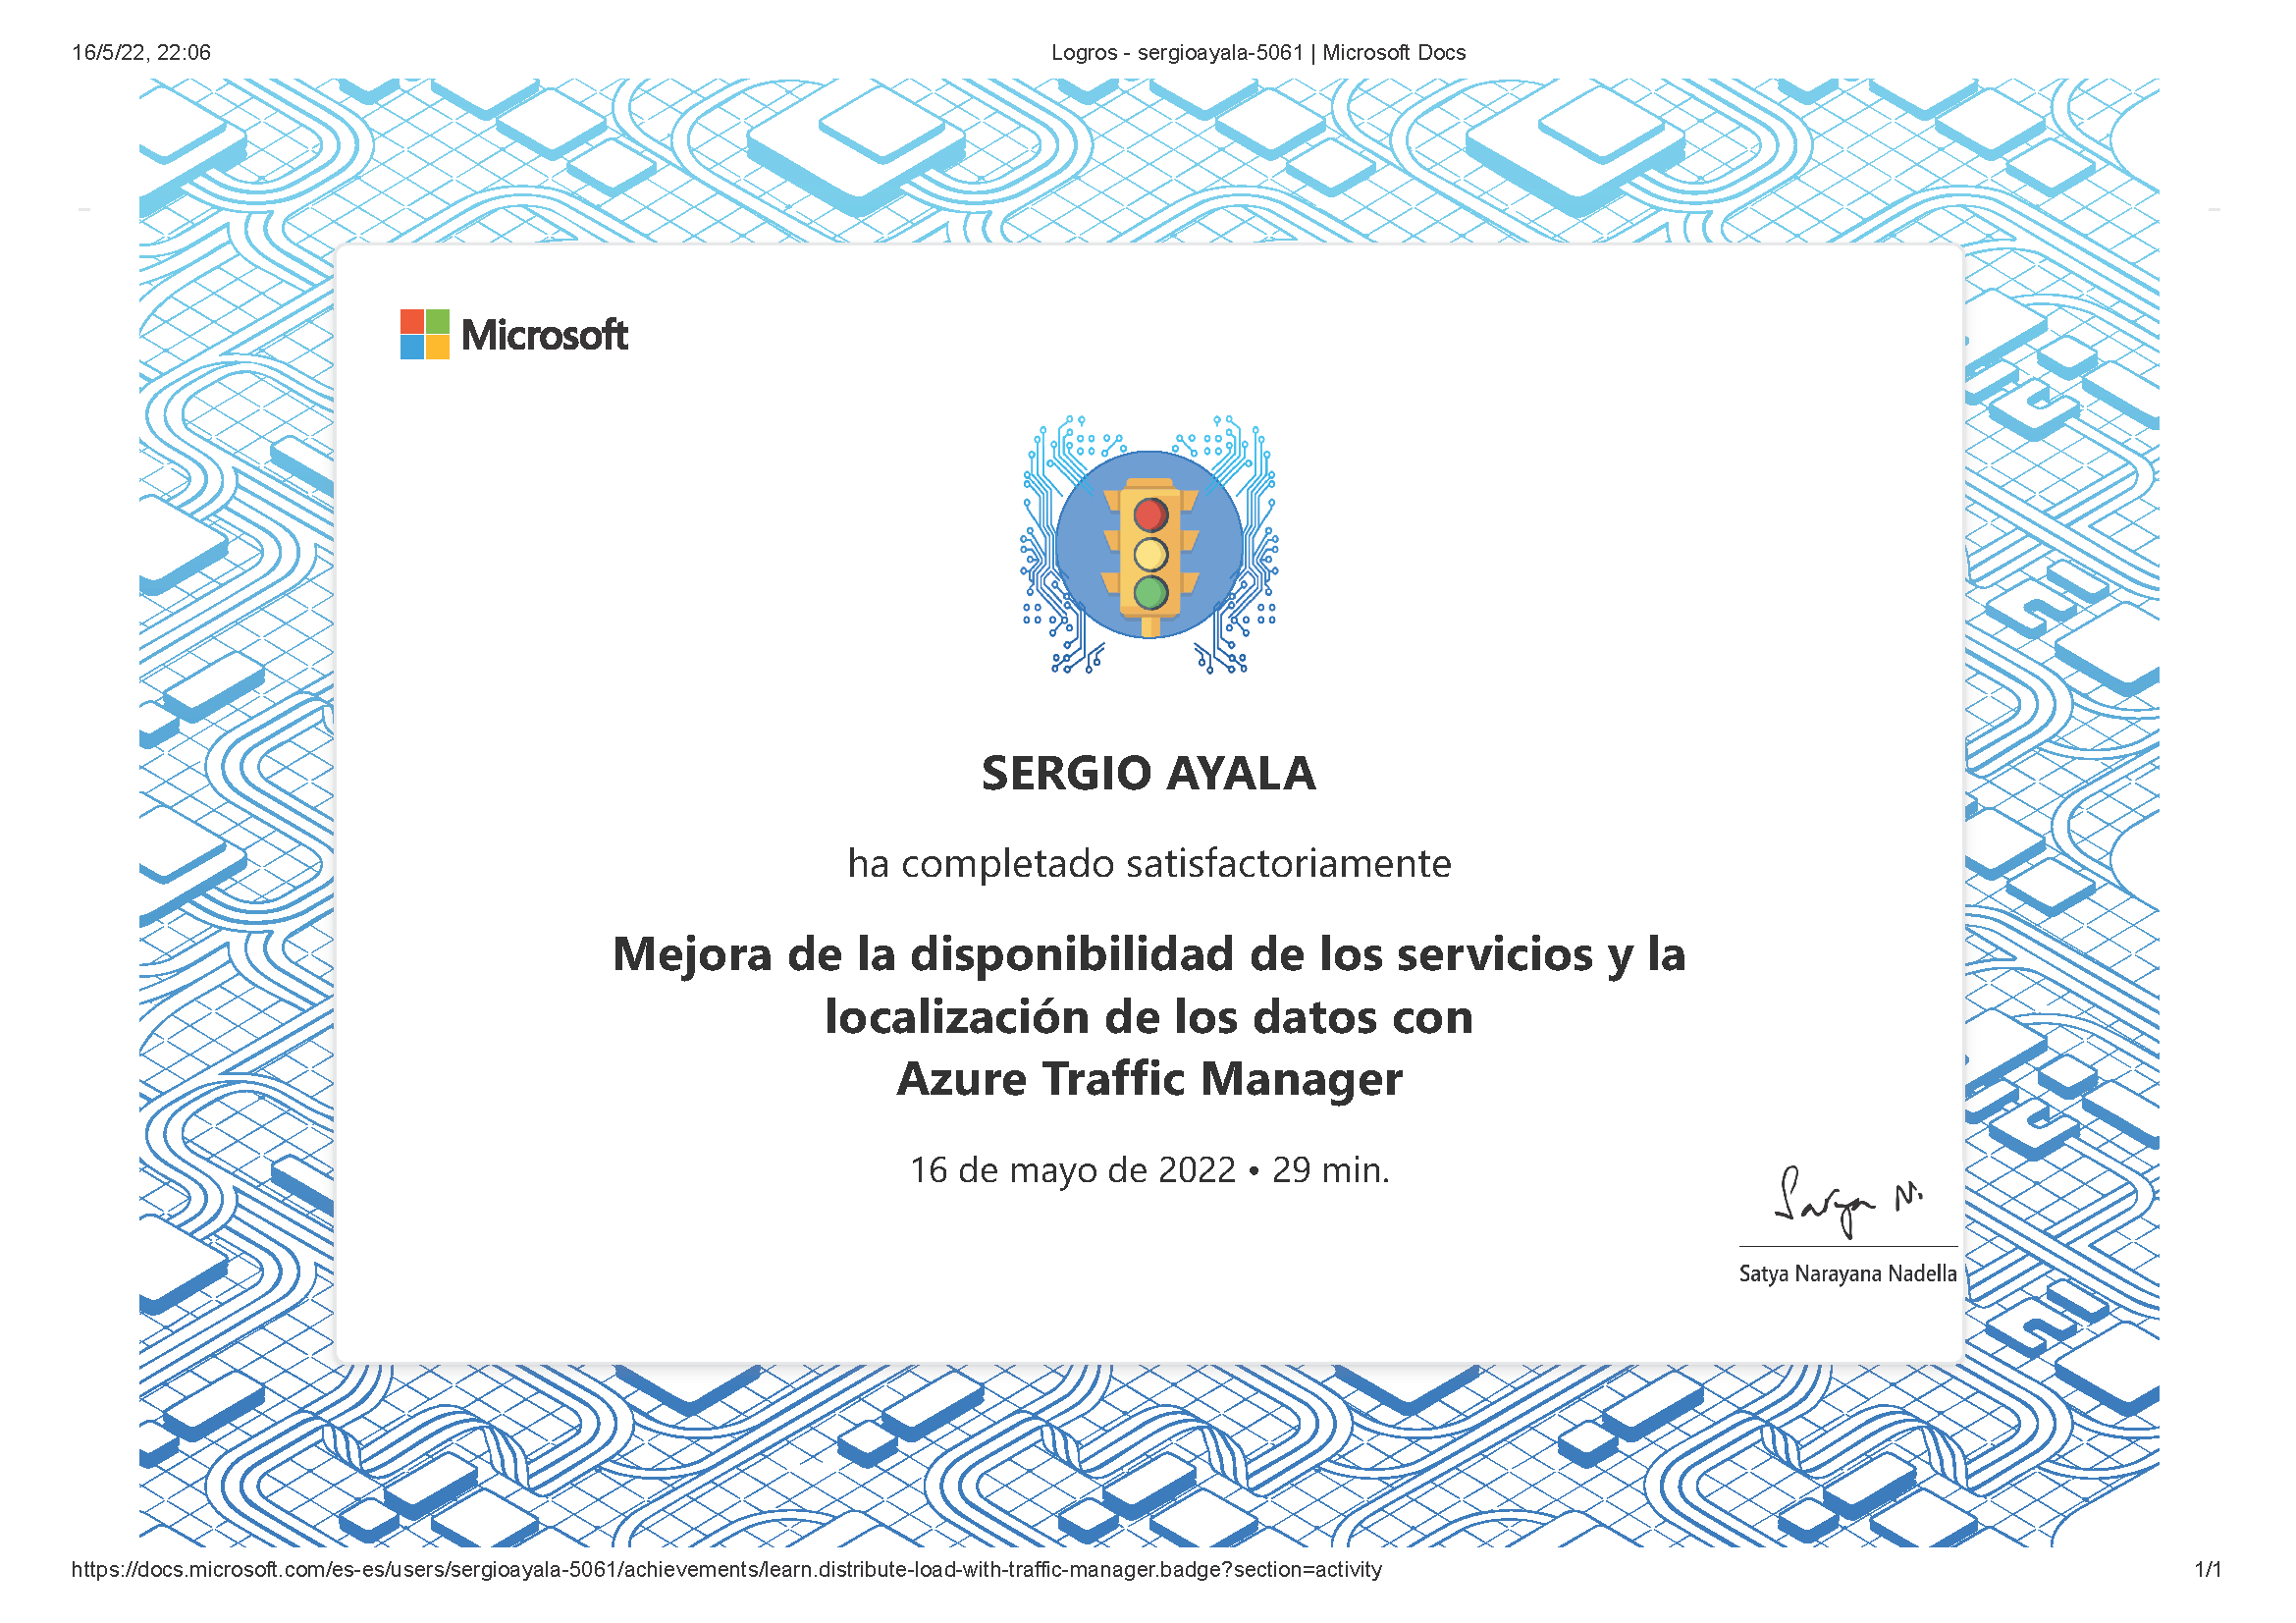 16/5/22, 22:06
Logros - sergioayala-5061 | Microsoft Docs
Microsoft
SERGIO AYALA
ha completado satisfactoriamente
Mejora de la disponibilidad de los servicios y la
localización de los datos con
Azure Traffic Manager
16 de mayo de 2022 • 29 min.
Satya N.
Satya Narayana Nadella
https://docs.microsoft.com/es-es/users/sergioayala-5061/achievements/learn.distribute-load-with-traffic-manager.badge?section=activity
1/1